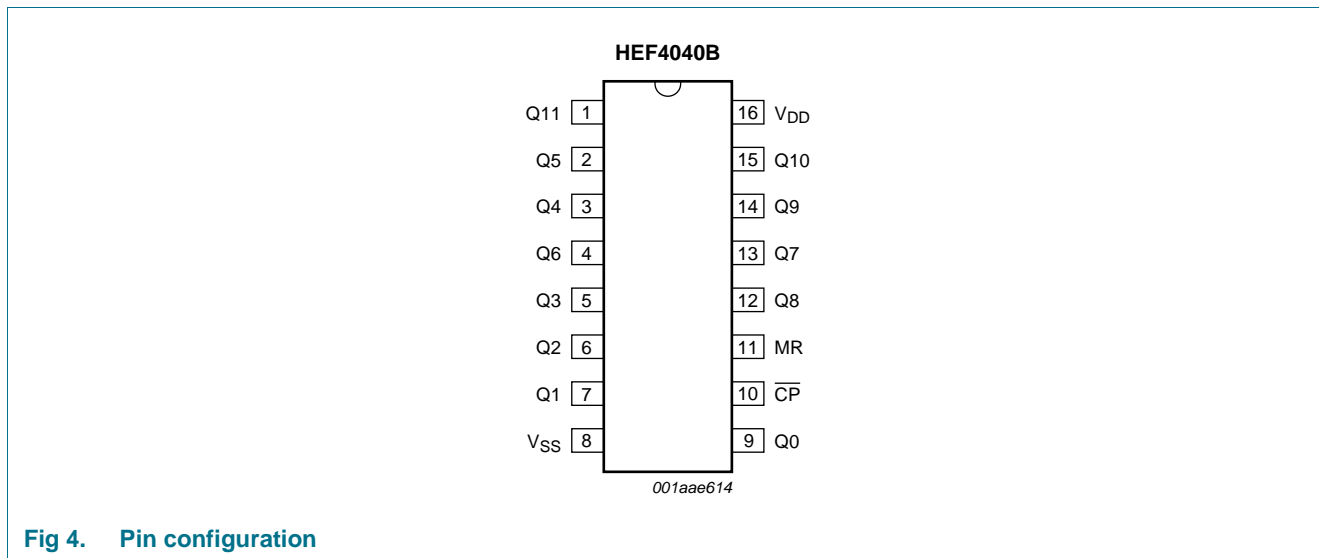 HEF4040B
Q11 1 16 VDD
Q5 2 15 Q10
Q4 3 14 Q9
Q6 4 13 Q7
Q3 5 12 Q8
Q2 6 11 MR
Q1 7 10 C̅P̅
VSS 8 9 Q0
001aae614
Fig 4. Pin configuration